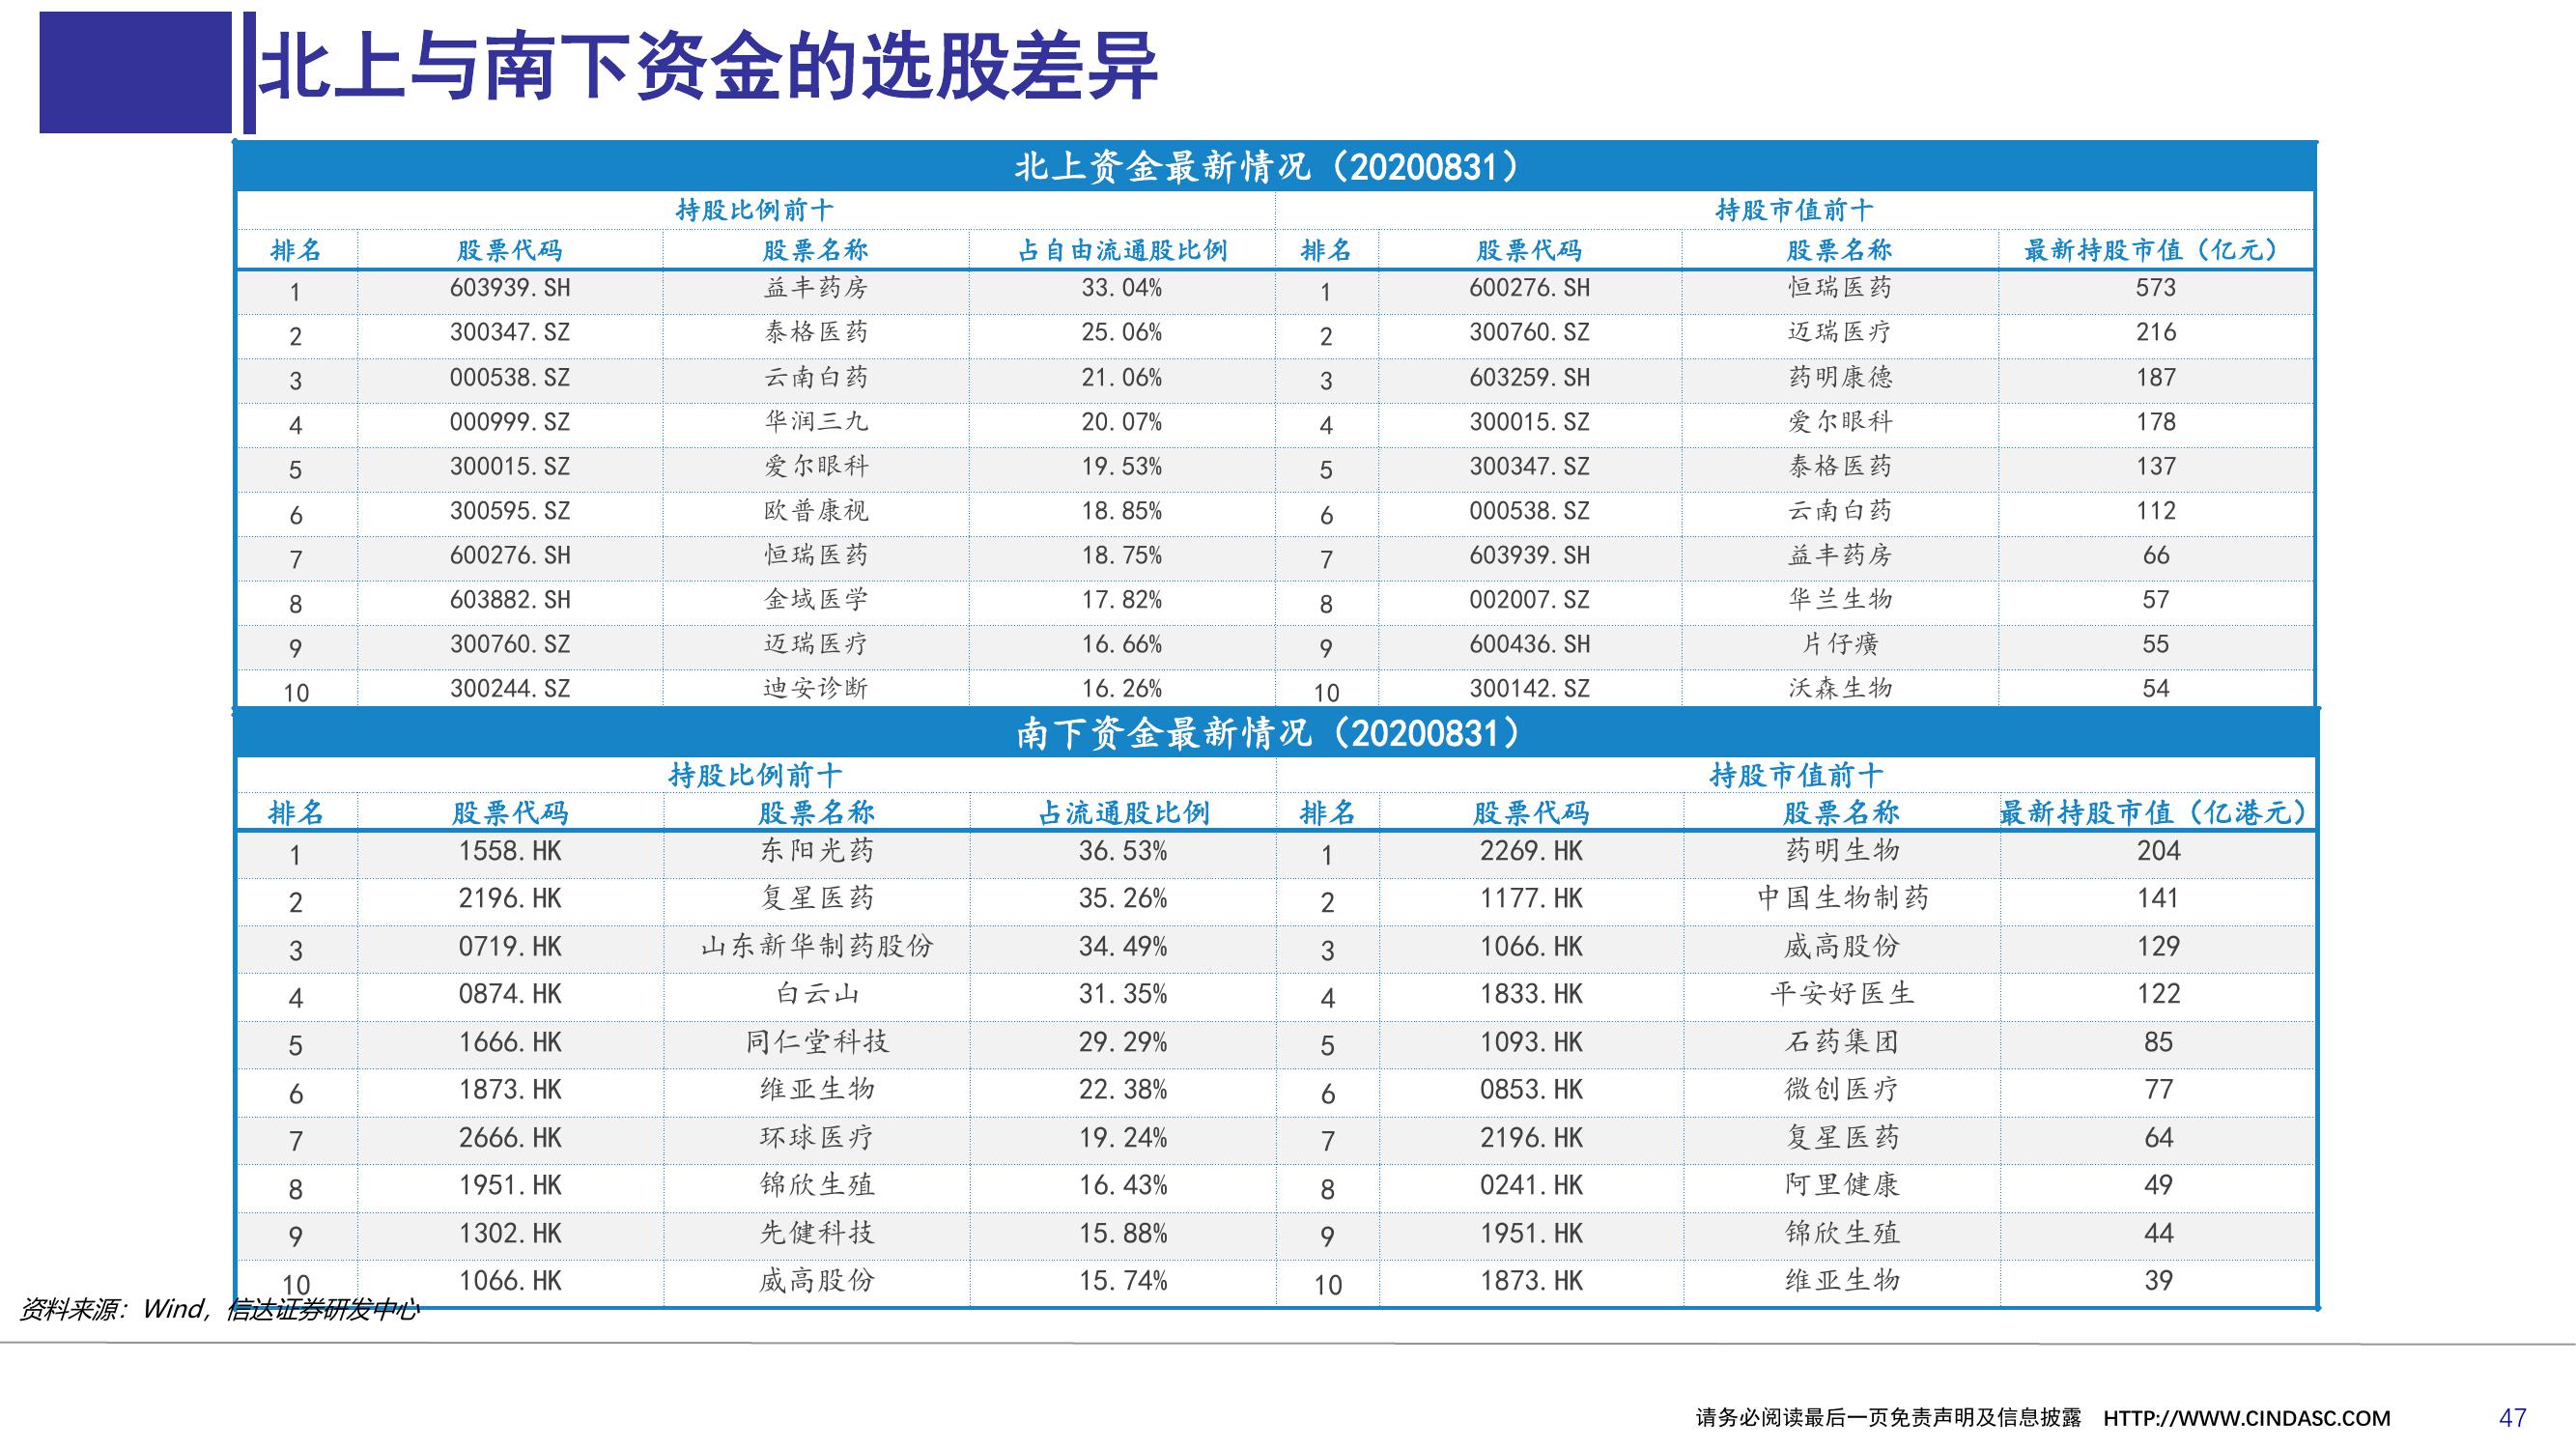 北上与南下资金的选股差异
北上资金最新情况（20200831）
持股比例前十 持股市值前十
排名 股票代码 股票名称 占自由流通股比例 排名 股票代码 股票名称 最新持股市值（亿元）
1 603939.SH 益丰药房 33.04% 1 600276.SH 恒瑞医药 573
2 300347.SZ 泰格医药 25.06% 2 300760.SZ 迈瑞医疗 216
3 000538.SZ 云南白药 21.06% 3 603259.SH 药明康德 187
4 000999.SZ 华润三九 20.07% 4 300015.SZ 爱尔眼科 178
5 300015.SZ 爱尔眼科 19.53% 5 300347.SZ 泰格医药 137
6 300595.SZ 欧普康视 18.85% 6 000538.SZ 云南白药 112
7 600276.SH 恒瑞医药 18.75% 7 603939.SH 益丰药房 66
8 603882.SH 金域医学 17.82% 8 002007.SZ 华兰生物 57
9 300760.SZ 迈瑞医疗 16.66% 9 600436.SH 片仔癀 55
10 300244.SZ 迪安诊断 16.26% 10 300142.SZ 沃森生物 54
南下资金最新情况（20200831）
持股比例前十 持股市值前十
排名 股票代码 股票名称 占流通股比例 排名 股票代码 股票名称 最新持股市值（亿港元）
1 1558.HK 东阳光药 36.53% 1 2269.HK 药明生物 204
2 2196.HK 复星医药 35.26% 2 1177.HK 中国生物制药 141
3 0719.HK 山东新华制药股份 34.49% 3 1066.HK 威高股份 129
4 0874.HK 白云山 31.35% 4 1833.HK 平安好医生 122
5 1666.HK 同仁堂科技 29.29% 5 1093.HK 石药集团 85
6 1873.HK 维亚生物 22.38% 6 0853.HK 微创医疗 77
7 2666.HK 环球医疗 19.24% 7 2196.HK 复星医药 64
8 1951.HK 锦欣生殖 16.43% 8 0241.HK 阿里健康 49
9 1302.HK 先健科技 15.88% 9 1951.HK 锦欣生殖 44
10 1066.HK 威高股份 15.74% 10 1873.HK 维亚生物 39
资料来源：Wind，信达证券研发中心
请务必阅读最后一页免责声明及信息披露 HTTP://WWW.CINDASC.COM 47